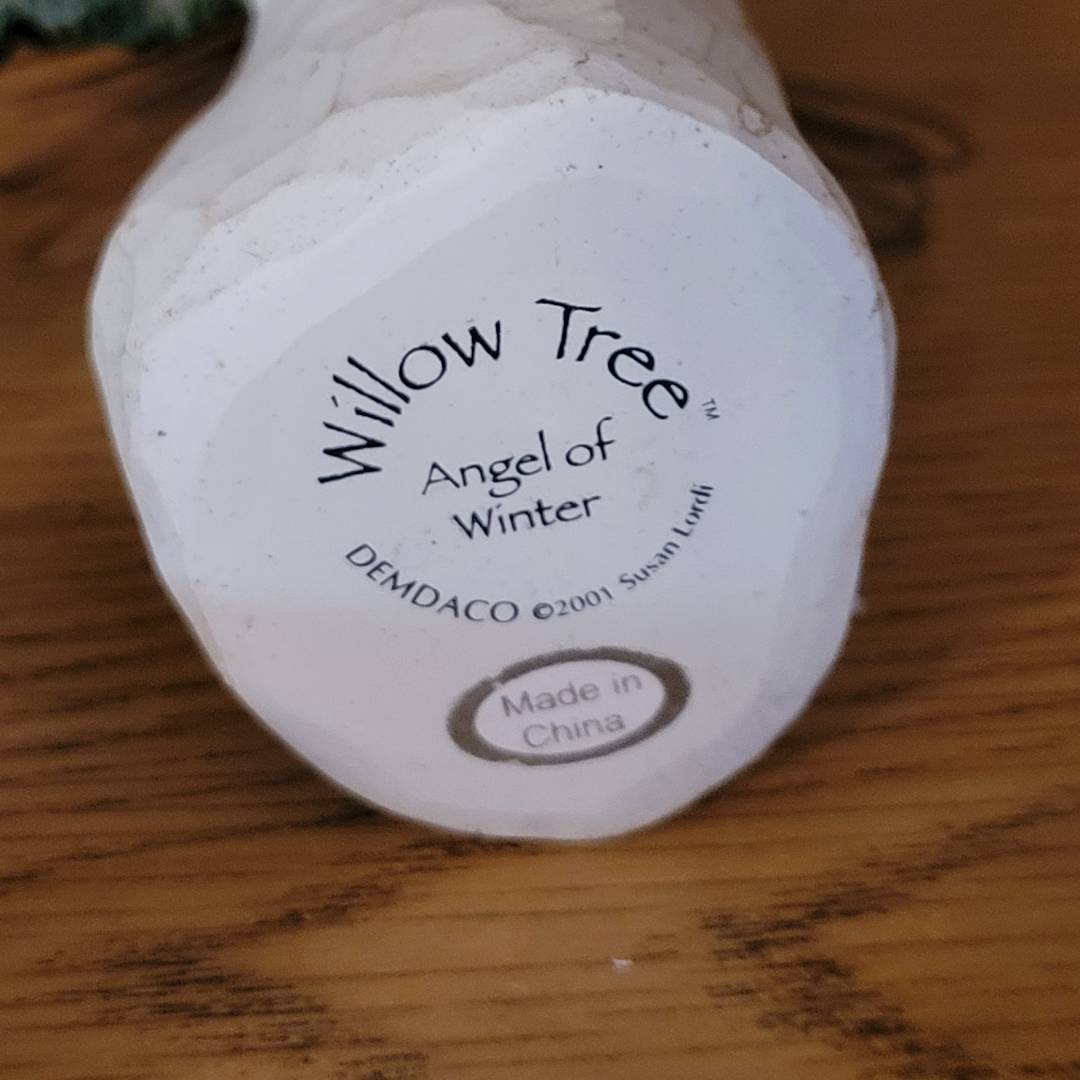 Willow Tree™
Angel of
Winter
DEMDACO ©2001 Susan Lordi
Made in
China